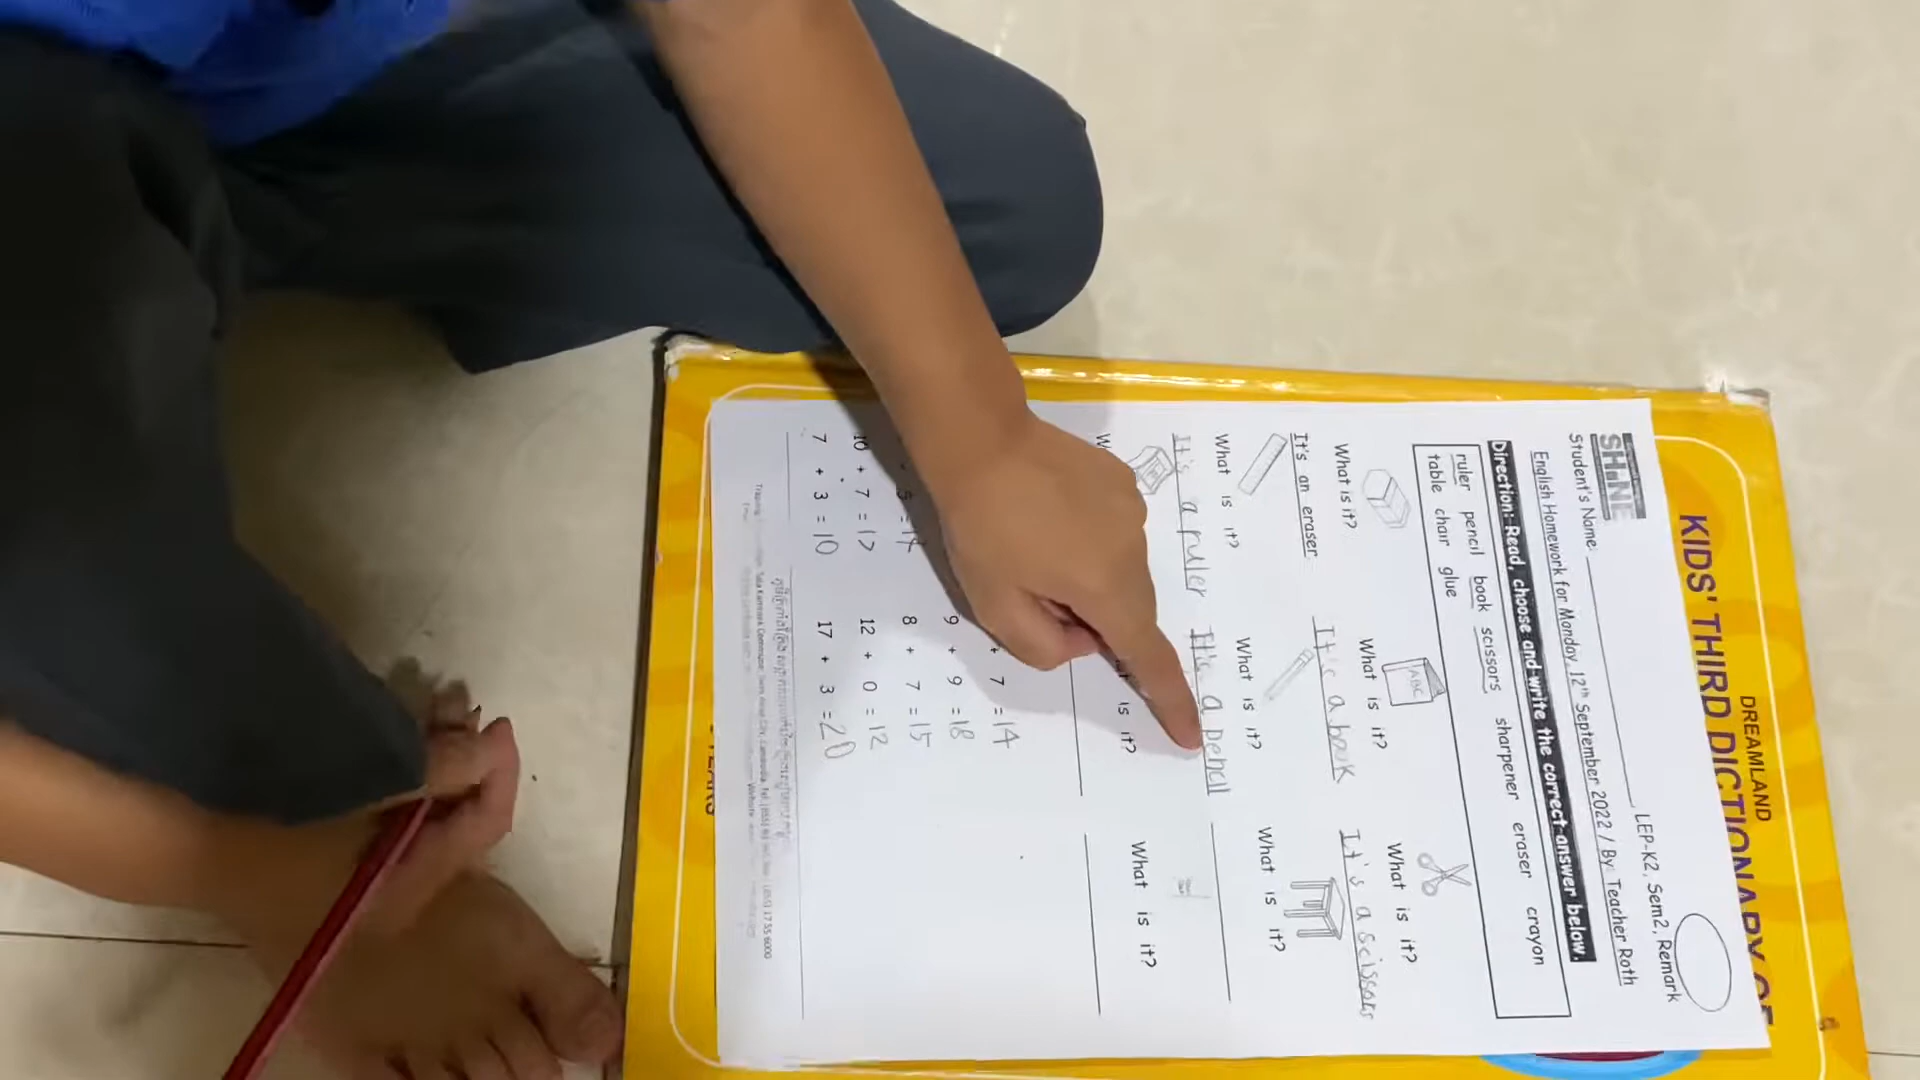 DREAMLAND
KIDS' THIRD DICTIONARY OF
SHiNE
Student's Name: LEP-K2, Sem2, Remark
English Homework for Monday, 12th September 2022 / By: Teacher Roth
Direction: Read, choose and write the correct answer below.
ruler pencil book scissors sharpener eraser crayon
table chair glue
ABC
What is it? What is it? What is it?
It's an eraser It's a book It's a scissors
What is it? What is it? What is it?
It's a ruler It's a pencil
is it? What is it?
7 = 14
9 + 9 = 18
= 14 8 + 7 = 15
10 + 7 = 17 12 + 0 = 12
7 + 3 = 10 17 + 3 = 20